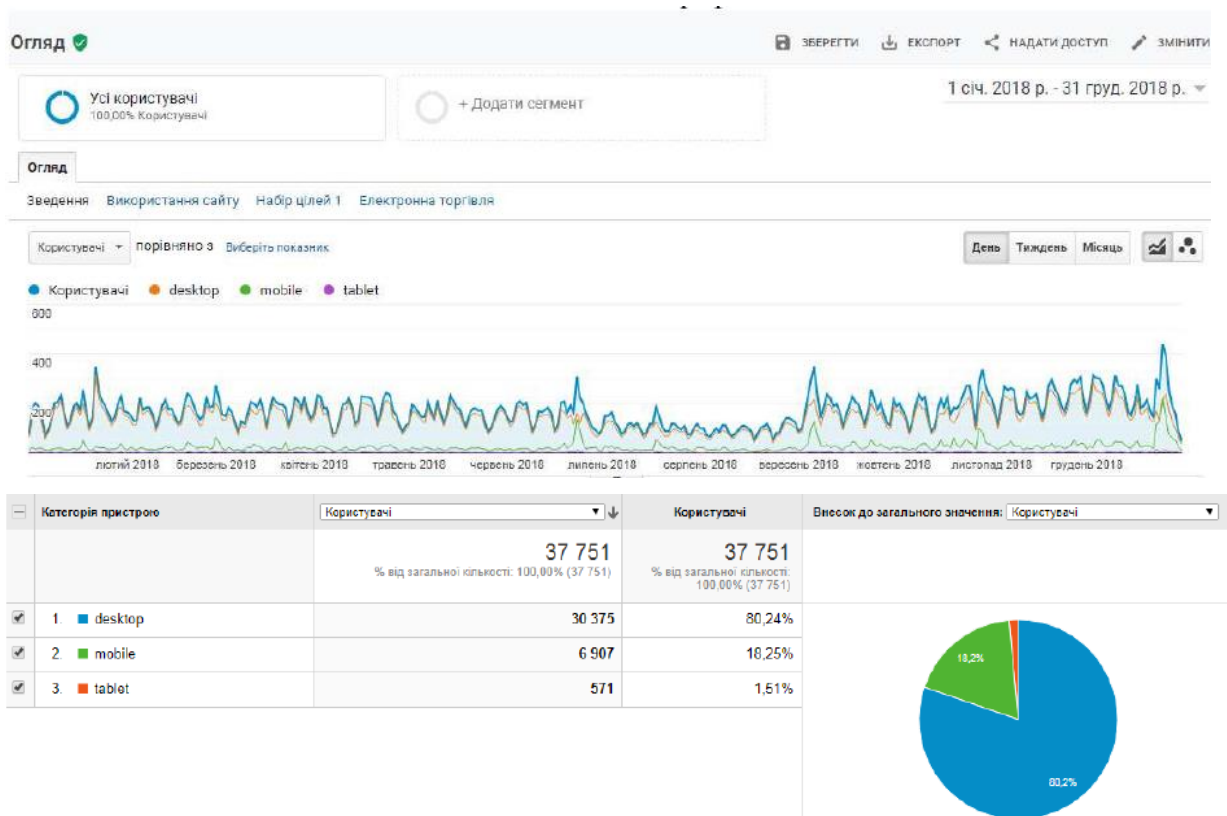 Огляд
ЗБЕРЕГТИ ЕКСПОРТ НАДАТИ ДОСТУП ЗМІНИТИ
Усі користувачі
100,00% Користувачі
+ Додати сегмент
1 січ. 2018 р. - 31 груд. 2018 р.
Огляд
Зведення Використання сайту Набір цілей 1 Електронна торгівля
Користувачі порівняно з Виберіть показник
День Тиждень Місяць
Користувачі desktop mobile tablet
600
400
200
лютий 2018 березень 2018 квітень 2018 травень 2018 червень 2018 липень 2018 серпень 2018 вересень 2018 жовтень 2018 листопад 2018 грудень 2018
Категорія пристрою Користувачі Користувачі Внесок до загального значення: Користувачі
37 751 37 751
% від загальної кількості: 100,00% (37 751) % від загальної кількості:
100,00% (37 751)
1. desktop 30 375 80,24%
2. mobile 6 907 18,25%
3. tablet 571 1,51%
18,2%
80,2%